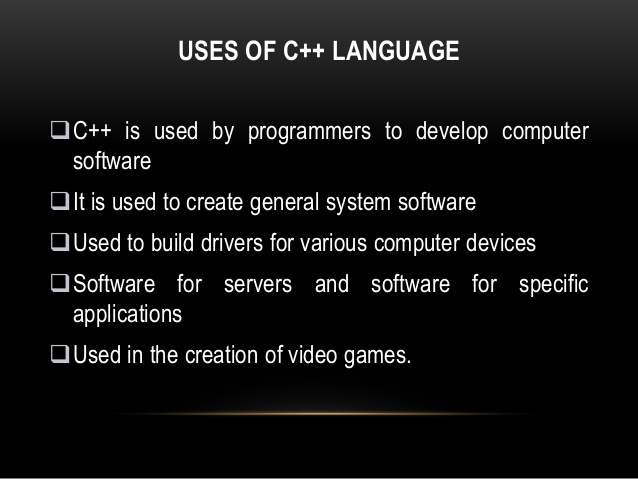 USES OF C++ LANGUAGE
❑C++ is used by programmers to develop computer
software
❑It is used to create general system software
❑Used to build drivers for various computer devices
❑Software for servers and software for specific
applications
❑Used in the creation of video games.